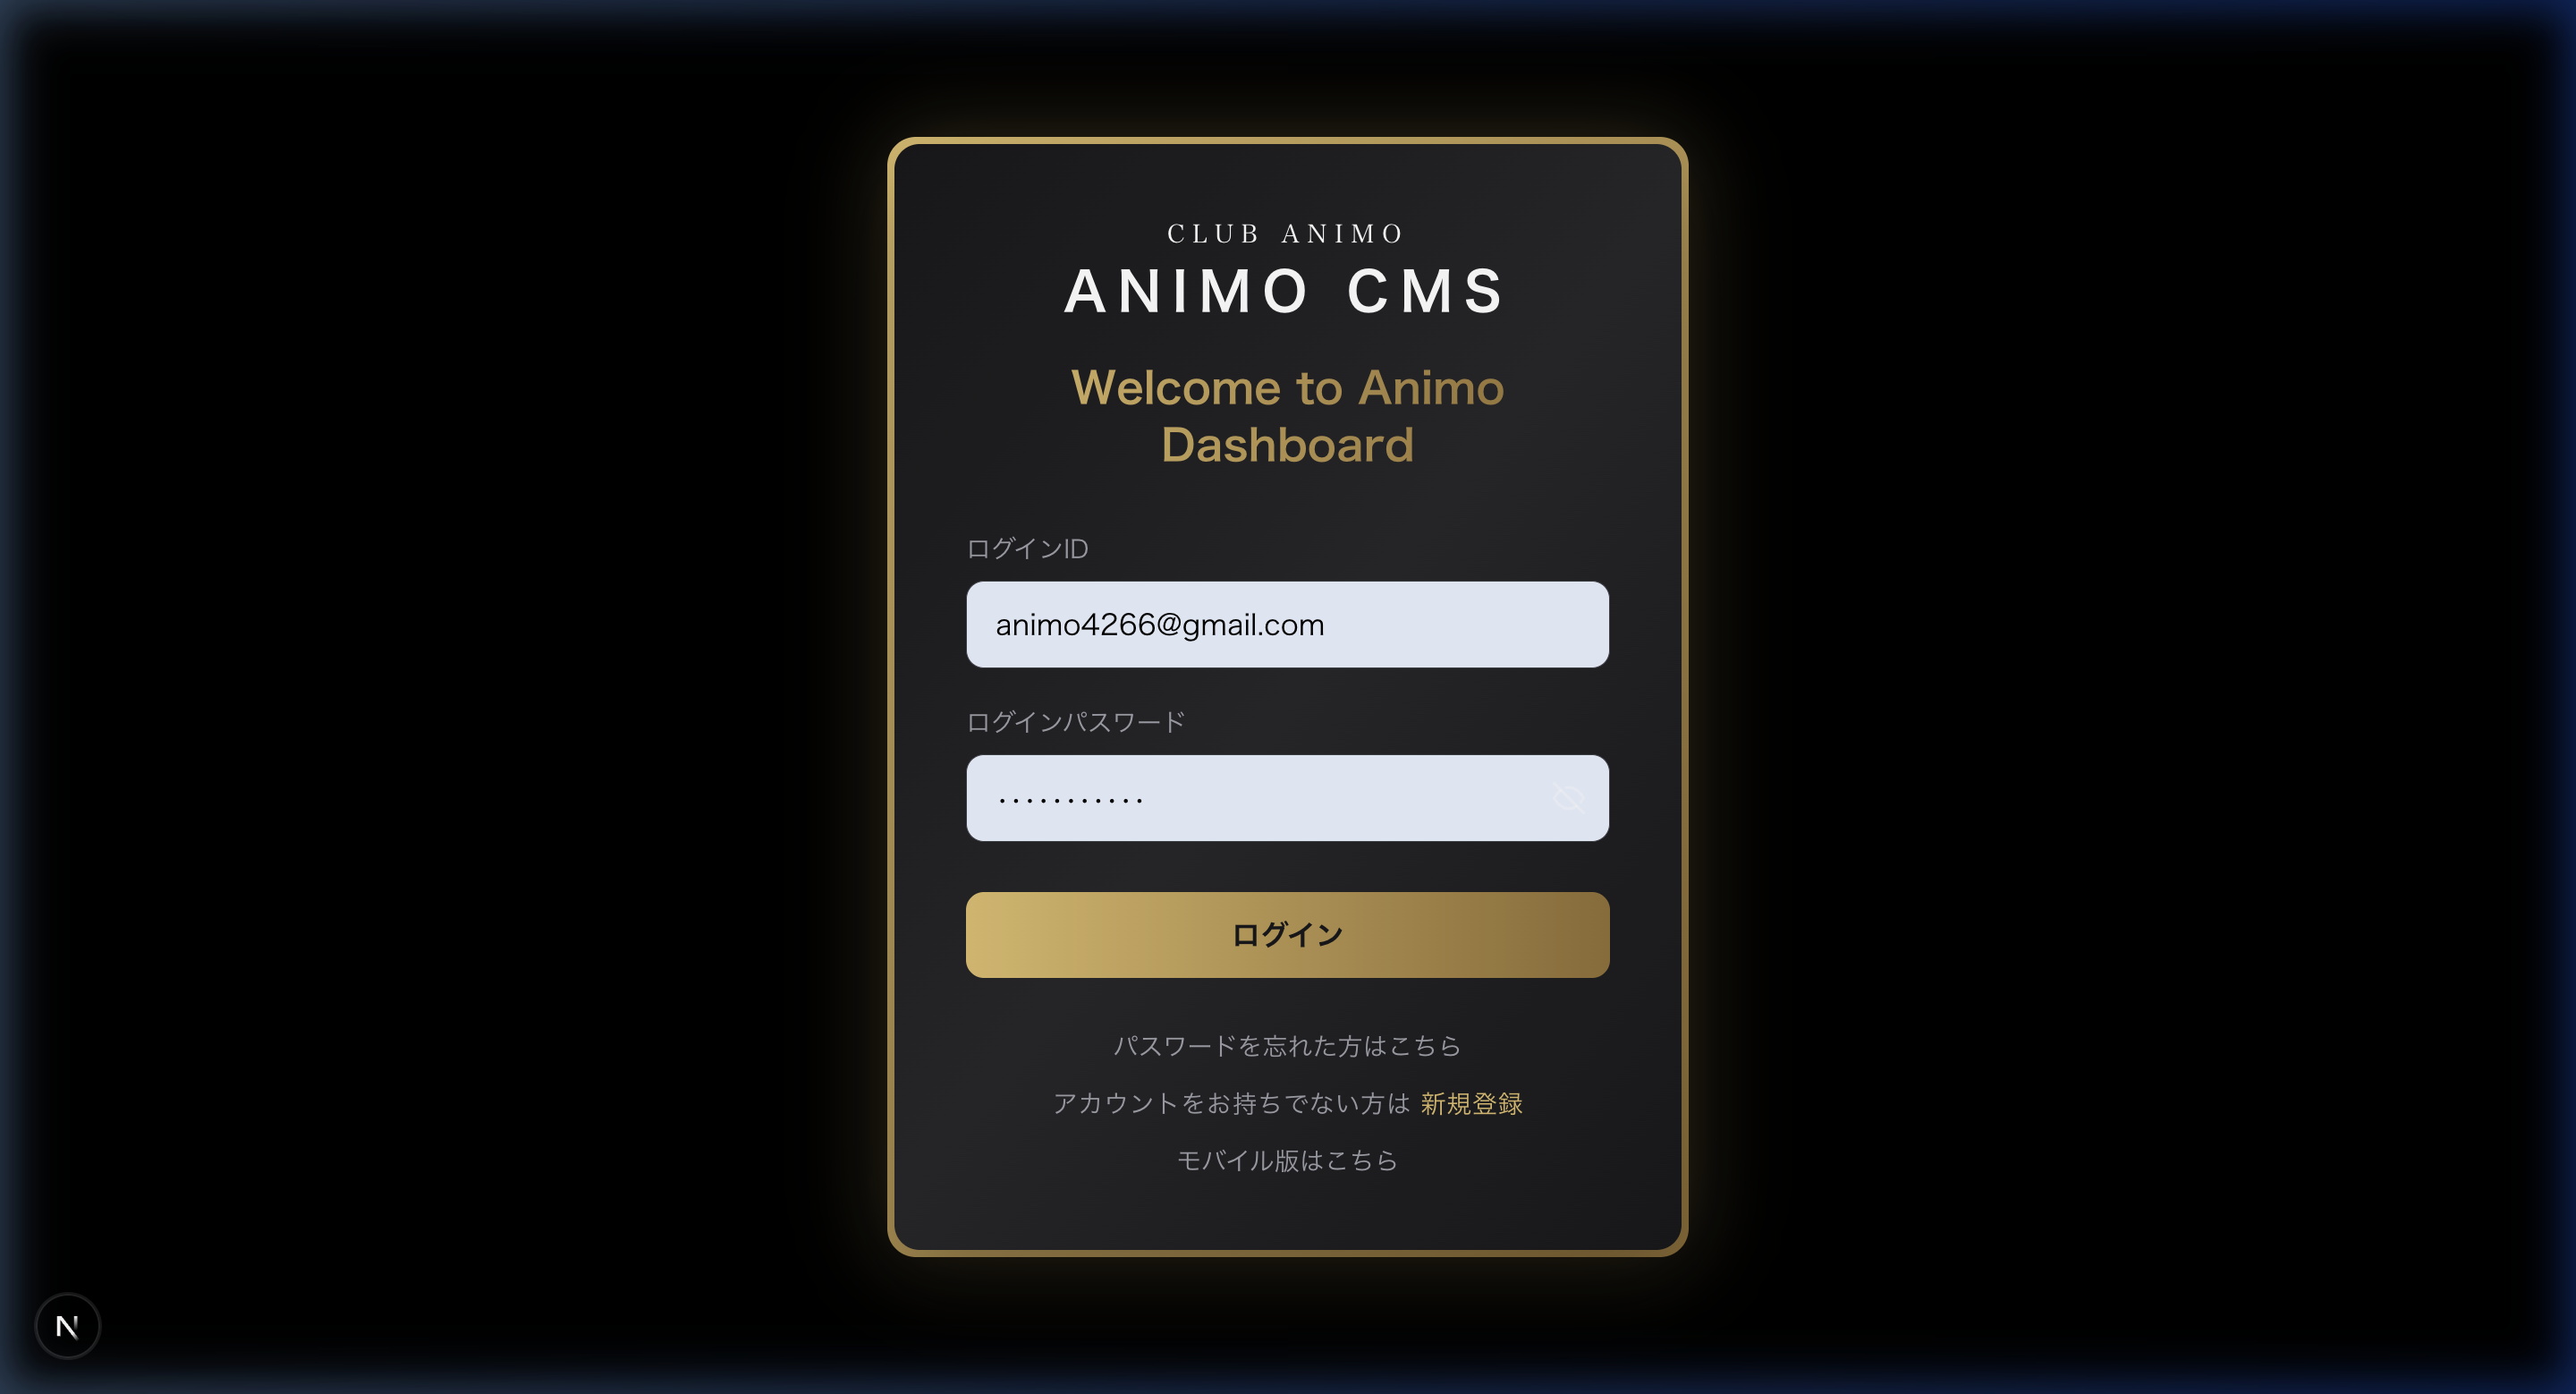 CLUB ANIMO
ANIMO CMS
Welcome to Animo
Dashboard
ログインID
animo4266@gmail.com
ログインパスワード
...........
ログイン
パスワードを忘れた方はこちら
アカウントをお持ちでない方は 新規登録
モバイル版はこちら
N